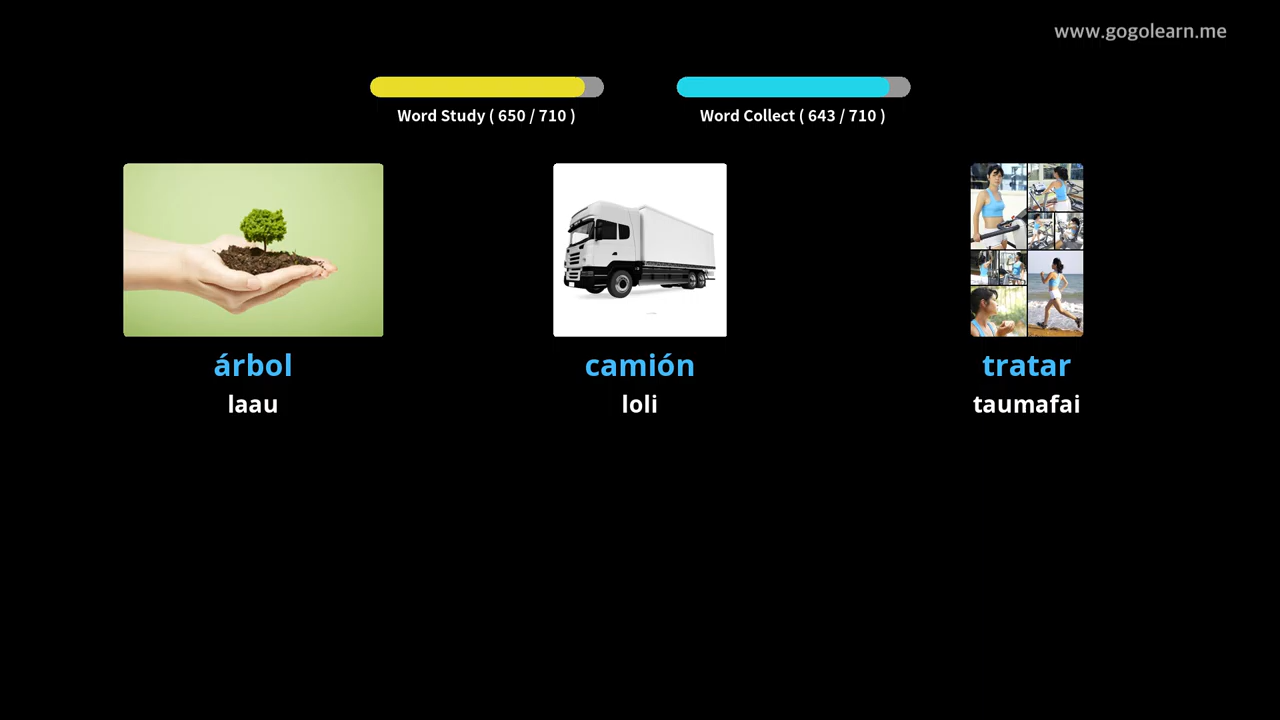 www.gogolearn.me
Word Study ( 650 / 710 )
Word Collect ( 643 / 710 )
árbol
camión
tratar
laau
loli
taumafai